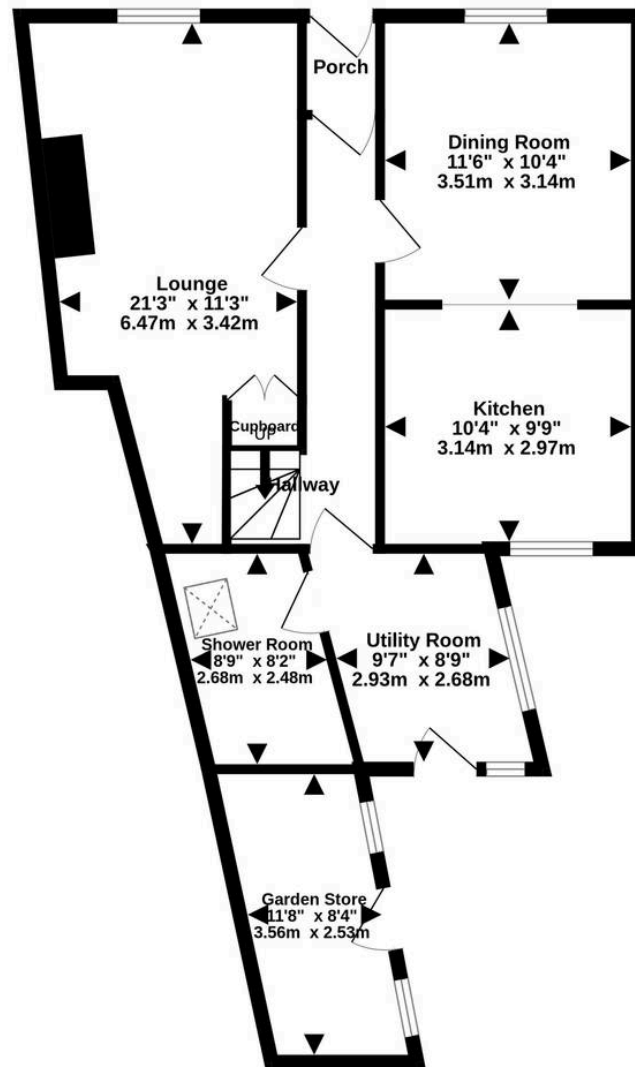 Porch
Dining Room
11'6" x 10'4"
3.51m x 3.14m
Lounge
21'3" x 11'3"
6.47m x 3.42m
Kitchen
10'4" x 9'9"
3.14m x 2.97m
Cupboard
UP
Hallway
Shower Room
8'9" x 8'2"
2.68m x 2.48m
Utility Room
9'7" x 8'9"
2.93m x 2.68m
Garden Store
11'8" x 8'4"
3.56m x 2.53m